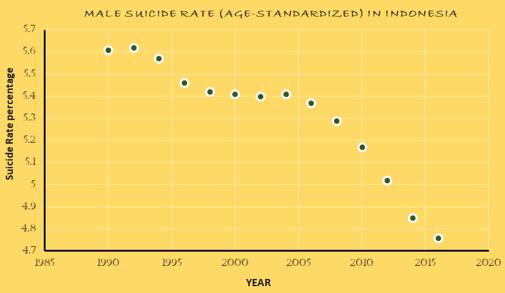 MALE SUICIDE RATE (AGE-STANDARDIZED) IN INDONESIA
Suicide Rate percentage
5.7
5.6
5.5
5.4
5.3
5.2
5.1
5
4.9
4.8
4.7
1985 1990 1995 2000 2005 2010 2015 2020
YEAR